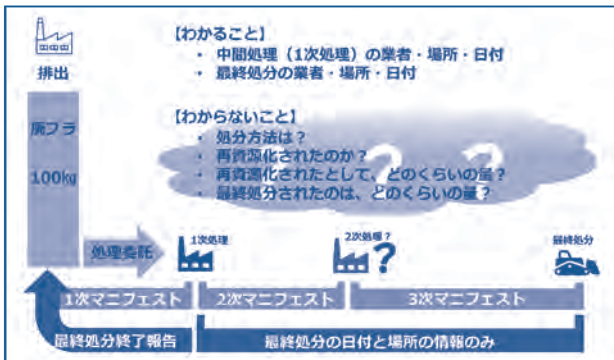 【わかること】
・ 中間処理（1次処理）の業者・場所・日付
・ 最終処分の業者・場所・日付
排出
廃プラ
100kg
【わからないこと】
・ 処分方法は？
・ 再資源化されたのか？
・ 再資源化されたとして、どのくらいの量？
・ 最終処分されたのは、どのくらいの量？
? ?
処理委託
1次処理
2次処理？
?
最終処分
1次マニフェスト
2次マニフェスト
3次マニフェスト
最終処分終了報告
最終処分の日付と場所の情報のみ